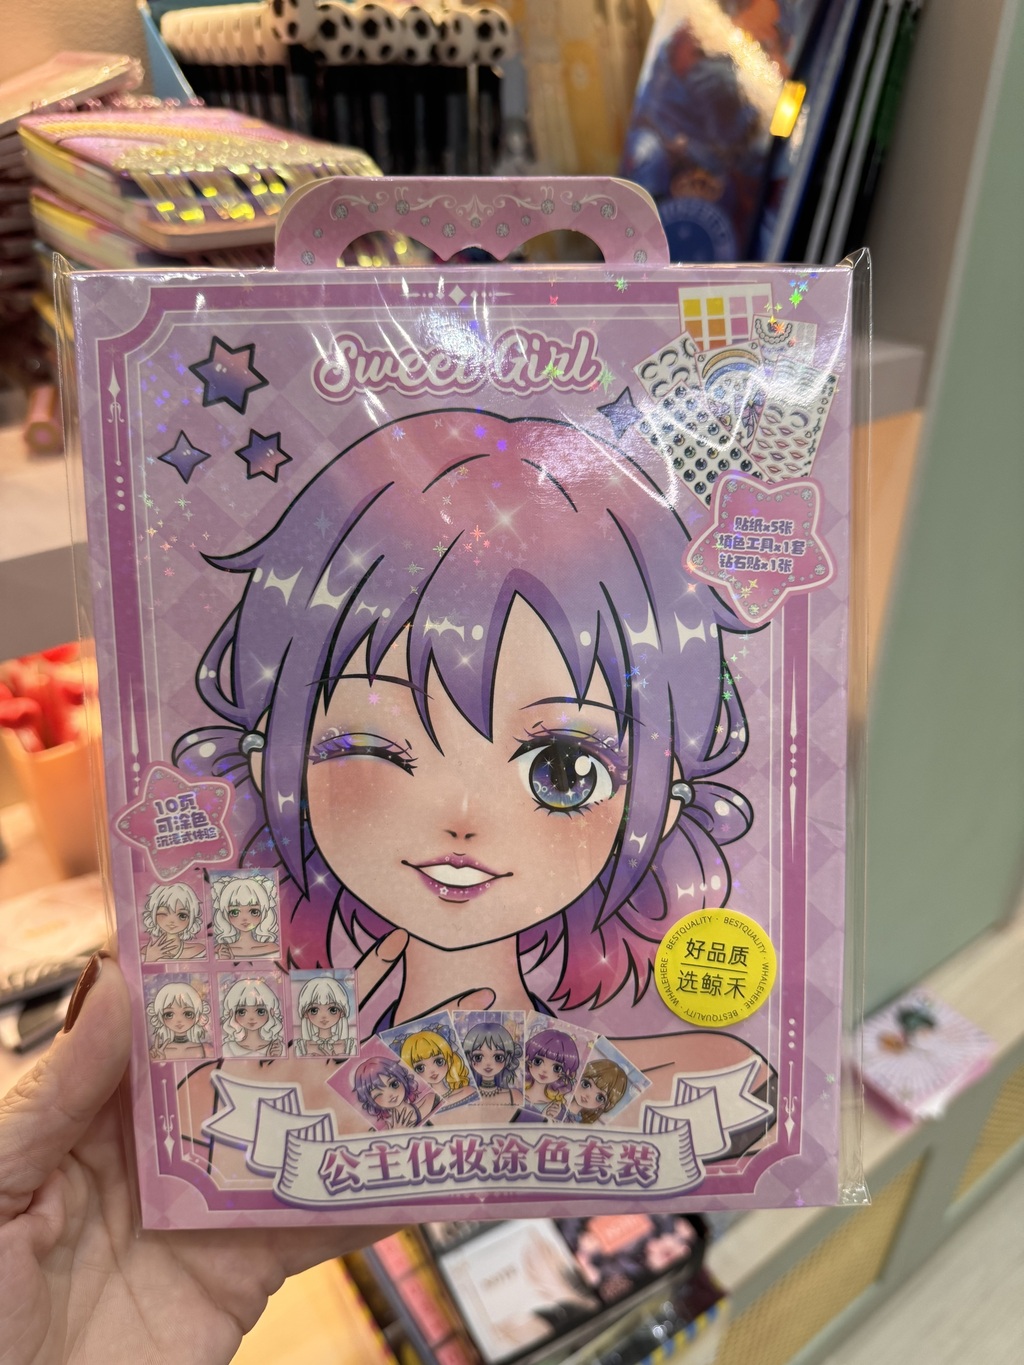 Sweet Girl
贴纸x5张
填色工具x1套
钻石贴x1张
10页
可涂色
沉浸式体验
BESTQUALITY · BESTQUALITY ·
好品质
选鲸禾
WHALEHERE · WHALEHERE
公主化妆涂色套装